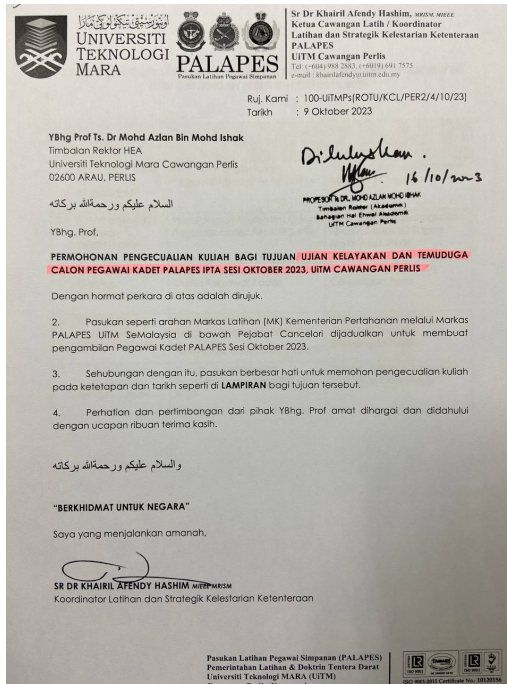 اونيۏرسيتي تيكنولوڬي مارا
UNIVERSITI
TEKNOLOGI
MARA
PALAPES
Pasukan Latihan Pegawai Simpanan
Sr Dr Khairil Afendy Hashim, MRISM, MIEEE
Ketua Cawangan Latih / Koordinator
Latihan dan Strategik Kelestarian Ketenteraan
PALAPES
UiTM Cawangan Perlis
Tel: (+604) 988 2883, (+6019) 691 7575
e-mail : khairilafendy@uitm.edu.my
Ruj. Kami : 100-UiTMPs(ROTU/KCL/PER2/4/10/23)
Tarikh : 9 Oktober 2023
YBhg Prof Ts. Dr Mohd Azlan Bin Mohd Ishak
Timbalan Rektor HEA
Universiti Teknologi Mara Cawangan Perlis
02600 ARAU, PERLIS
Diluluskan.
16/10/2023
PROFESOR Ts. DR. MOHD AZLAN MOHD ISHAK
Timbalan Rektor (Akademik)
Bahagian Hal Ehwal Akademik
UiTM Cawangan Perlis
السلام عليكم ورحمةالله بركاته
YBhg. Prof,
PERMOHONAN PENGECUALIAN KULIAH BAGI TUJUAN UJIAN KELAYAKAN DAN TEMUDUGA
CALON PEGAWAI KADET PALAPES IPTA SESI OKTOBER 2023, UiTM CAWANGAN PERLIS
Dengan hormat perkara di atas adalah dirujuk.
2. Pasukan seperti arahan Markas Latihan (MK) Kementerian Pertahanan melalui Markas
PALAPES UiTM SeMalaysia di bawah Pejabat Cancelori dijadualkan untuk membuat
pengambilan Pegawai Kadet PALAPES Sesi Oktober 2023.
3. Sehubungan dengan itu, pasukan berbesar hati untuk memohon pengecualian kuliah
pada ketetapan dan tarikh seperti di LAMPIRAN bagi tujuan tersebut.
4. Perhatian dan pertimbangan dari pihak YBhg. Prof amat dihargai dan didahului
dengan ucapan ribuan terima kasih.
والسلام عليكم ورحمةالله بركاته
"BERKHIDMAT UNTUK NEGARA"
Saya yang menjalankan amanah,
SR DR KHAIRIL AFENDY HASHIM MIEEE MRISM
Koordinator Latihan dan Strategik Kelestarian Ketenteraan
Pasukan Latihan Pegawai Simpanan (PALAPES)
Pemerintahan Latihan & Doktrin Tentera Darat
Universiti Teknologi MARA (UiTM)
ISO 9001:2015 Certificate No.: 10120156